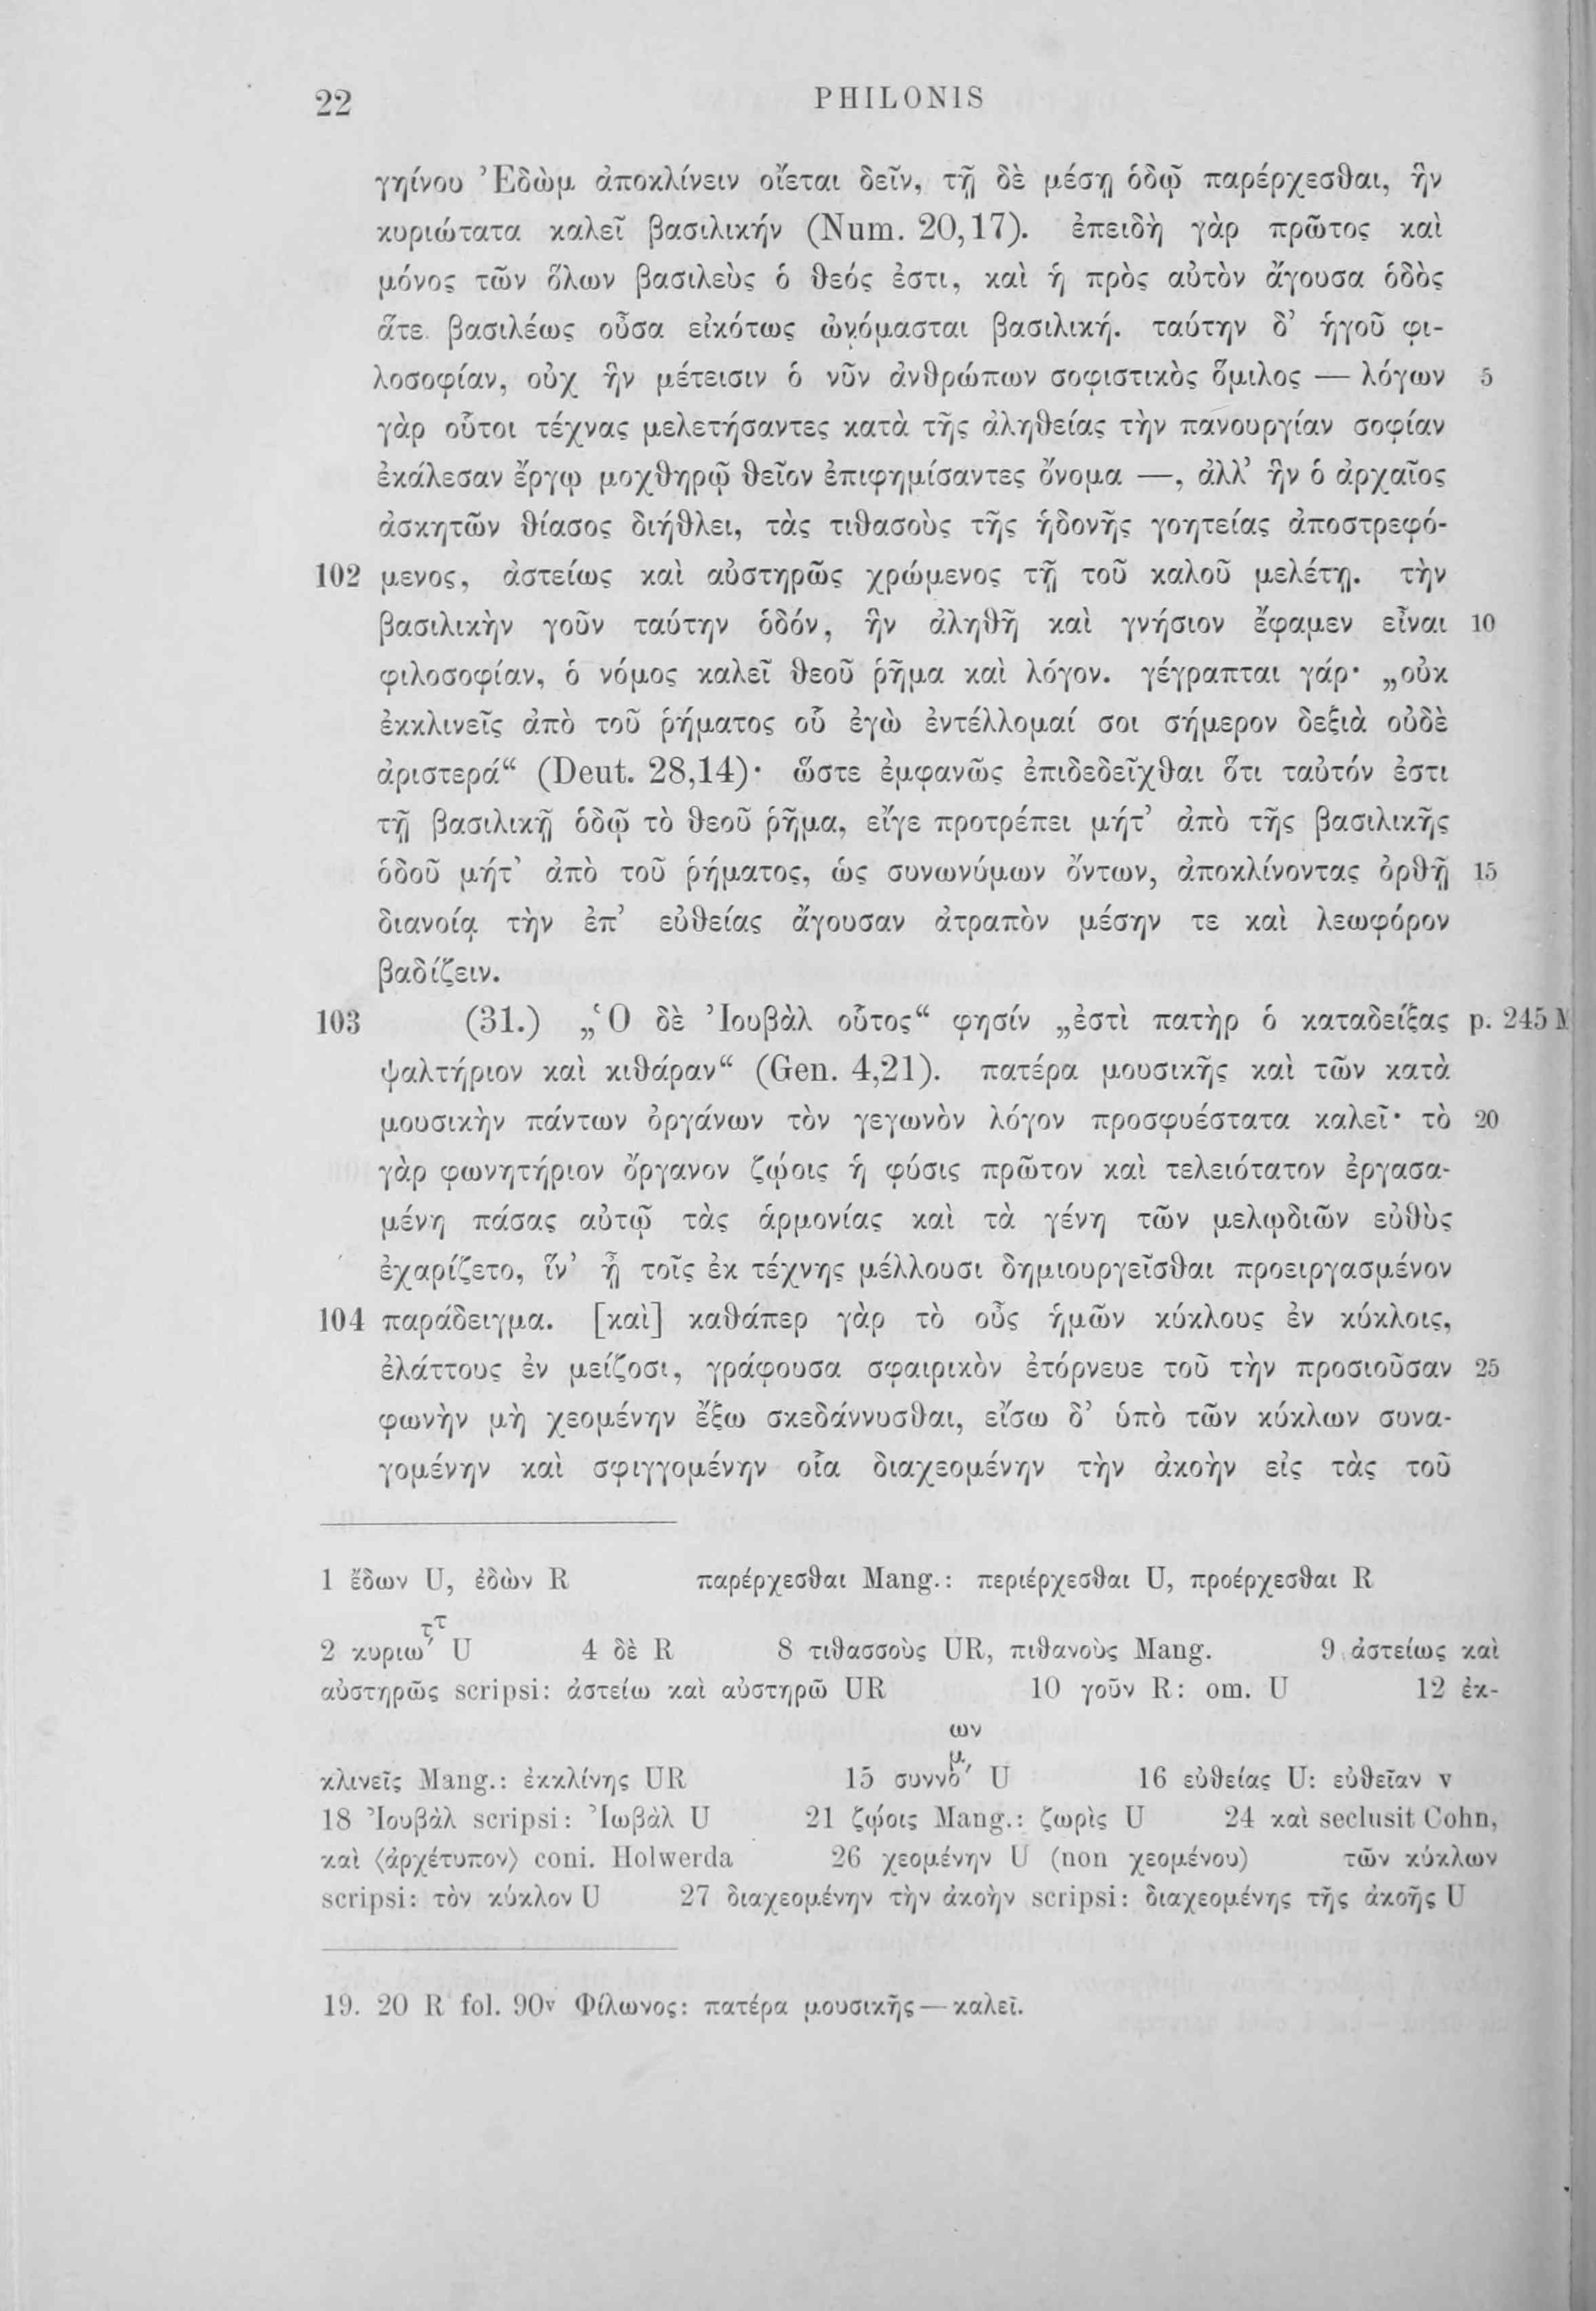 22 PHILONIS
γηίνου Ἐδὼμ ἀποκλίνειν οἴεται δεῖν, τῇ δὲ μέσῃ ὁδῷ παρέρχεσθαι, ἣν
κυριώτατα καλεῖ βασιλικήν (Num. 20,17). ἐπειδὴ γὰρ πρῶτος καὶ
μόνος τῶν ὅλων βασιλεὺς ὁ θεός ἐστι, καὶ ἡ πρὸς αὐτὸν ἄγουσα ὁδὸς
ἅτε βασιλέως οὖσα εἰκότως ὠνόμασται βασιλική. ταύτην δ’ ἡγοῦ φι-
λοσοφίαν, οὐχ ἣν μέτεισιν ὁ νῦν ἀνθρώπων σοφιστικὸς ὅμιλος — λόγων 5
γὰρ οὗτοι τέχνας μελετήσαντες κατὰ τῆς ἀληθείας τὴν πανουργίαν σοφίαν
ἐκάλεσαν ἔργῳ μοχθηρῷ θεῖον ἐπιφημίσαντες ὄνομα —, ἀλλ’ ἣν ὁ ἀρχαῖος
ἀσκητῶν θίασος διήθλει, τὰς τιθασοὺς τῆς ἡδονῆς γοητείας ἀποστρεφό-
102 μενος, ἀστείως καὶ αὐστηρῶς χρώμενος τῇ τοῦ καλοῦ μελέτῃ. τὴν
βασιλικὴν γοῦν ταύτην ὁδόν, ἣν ἀληθῆ καὶ γνήσιον ἔφαμεν εἶναι 10
φιλοσοφίαν, ὁ νόμος καλεῖ θεοῦ ῥῆμα καὶ λόγον. γέγραπται γάρ· „οὐκ
ἐκκλινεῖς ἀπὸ τοῦ ῥήματος οὗ ἐγὼ ἐντέλλομαί σοι σήμερον δεξιὰ οὐδὲ
ἀριστερά“ (Deut. 28,14)· ὥστε ἐμφανῶς ἐπιδεδεῖχθαι ὅτι ταὐτόν ἐστι
τῇ βασιλικῇ ὁδῷ τὸ θεοῦ ῥῆμα, εἴγε προτρέπει μήτ’ ἀπὸ τῆς βασιλικῆς
ὁδοῦ μήτ’ ἀπὸ τοῦ ῥήματος, ὡς συνωνύμων ὄντων, ἀποκλίνοντας ὀρθῇ 15
διανοίᾳ τὴν ἐπ’ εὐθείας ἄγουσαν ἀτραπὸν μέσην τε καὶ λεωφόρον
βαδίζειν.
103 (31.) „Ὁ δὲ Ἰουβὰλ οὗτος“ φησίν „ἐστὶ πατὴρ ὁ καταδείξας p. 245 M
ψαλτήριον καὶ κιθάραν“ (Gen. 4,21). πατέρα μουσικῆς καὶ τῶν κατὰ
μουσικὴν πάντων ὀργάνων τὸν γεγωνὸν λόγον προσφυέστατα καλεῖ· τὸ 20
γὰρ φωνητήριον ὄργανον ζῴοις ἡ φύσις πρῶτον καὶ τελειότατον ἐργασα-
μένη πάσας αὐτῷ τὰς ἁρμονίας καὶ τὰ γένη τῶν μελῳδιῶν εὐθὺς
ἐχαρίζετο, ἵν’ ᾖ τοῖς ἐκ τέχνης μέλλουσι δημιουργεῖσθαι προειργασμένον
104 παράδειγμα. [καὶ] καθάπερ γὰρ τὸ οὖς ἡμῶν κύκλους ἐν κύκλοις,
ἐλάττους ἐν μείζοσι, γράφουσα σφαιρικὸν ἐτόρνευε τοῦ τὴν προσιοῦσαν 25
φωνὴν μὴ χεομένην ἔξω σκεδάννυσθαι, εἴσω δ’ ὑπὸ τῶν κύκλων συνα-
γομένην καὶ σφιγγομένην οἷα διαχεομένην τὴν ἀκοὴν εἰς τὰς τοῦ
1 ἔδων U, ἐδὼν R παρέρχεσθαι Mang.: περιέρχεσθαι U, προέρχεσθαι R
ττ
2 κυριω´ U 4 δὲ R 8 τιθασσοὺς UR, πιθανοὺς Mang. 9 ἀστείως καὶ
αὐστηρῶς scripsi: ἀστείω καὶ αὐστηρῶ UR 10 γοῦν R: om. U 12 ἐκ-
ων
μ
κλινεῖς Mang.: ἐκκλίνης UR 15 συννο´ U 16 εὐθείας U: εὐθεῖαν v
18 Ἰουβὰλ scripsi: Ἰωβὰλ U 21 ζῴοις Mang.: ζωρὶς U 24 καὶ seclusit Cohn,
καὶ ⟨ἀρχέτυπον⟩ coni. Holwerda 26 χεομένην U (non χεομένου) τῶν κύκλων
scripsi: τὸν κύκλον U 27 διαχεομένην τὴν ἀκοὴν scripsi: διαχεομένης τῆς ἀκοῆς U
19. 20 R fol. 90v Φίλωνος: πατέρα μουσικῆς — καλεῖ.